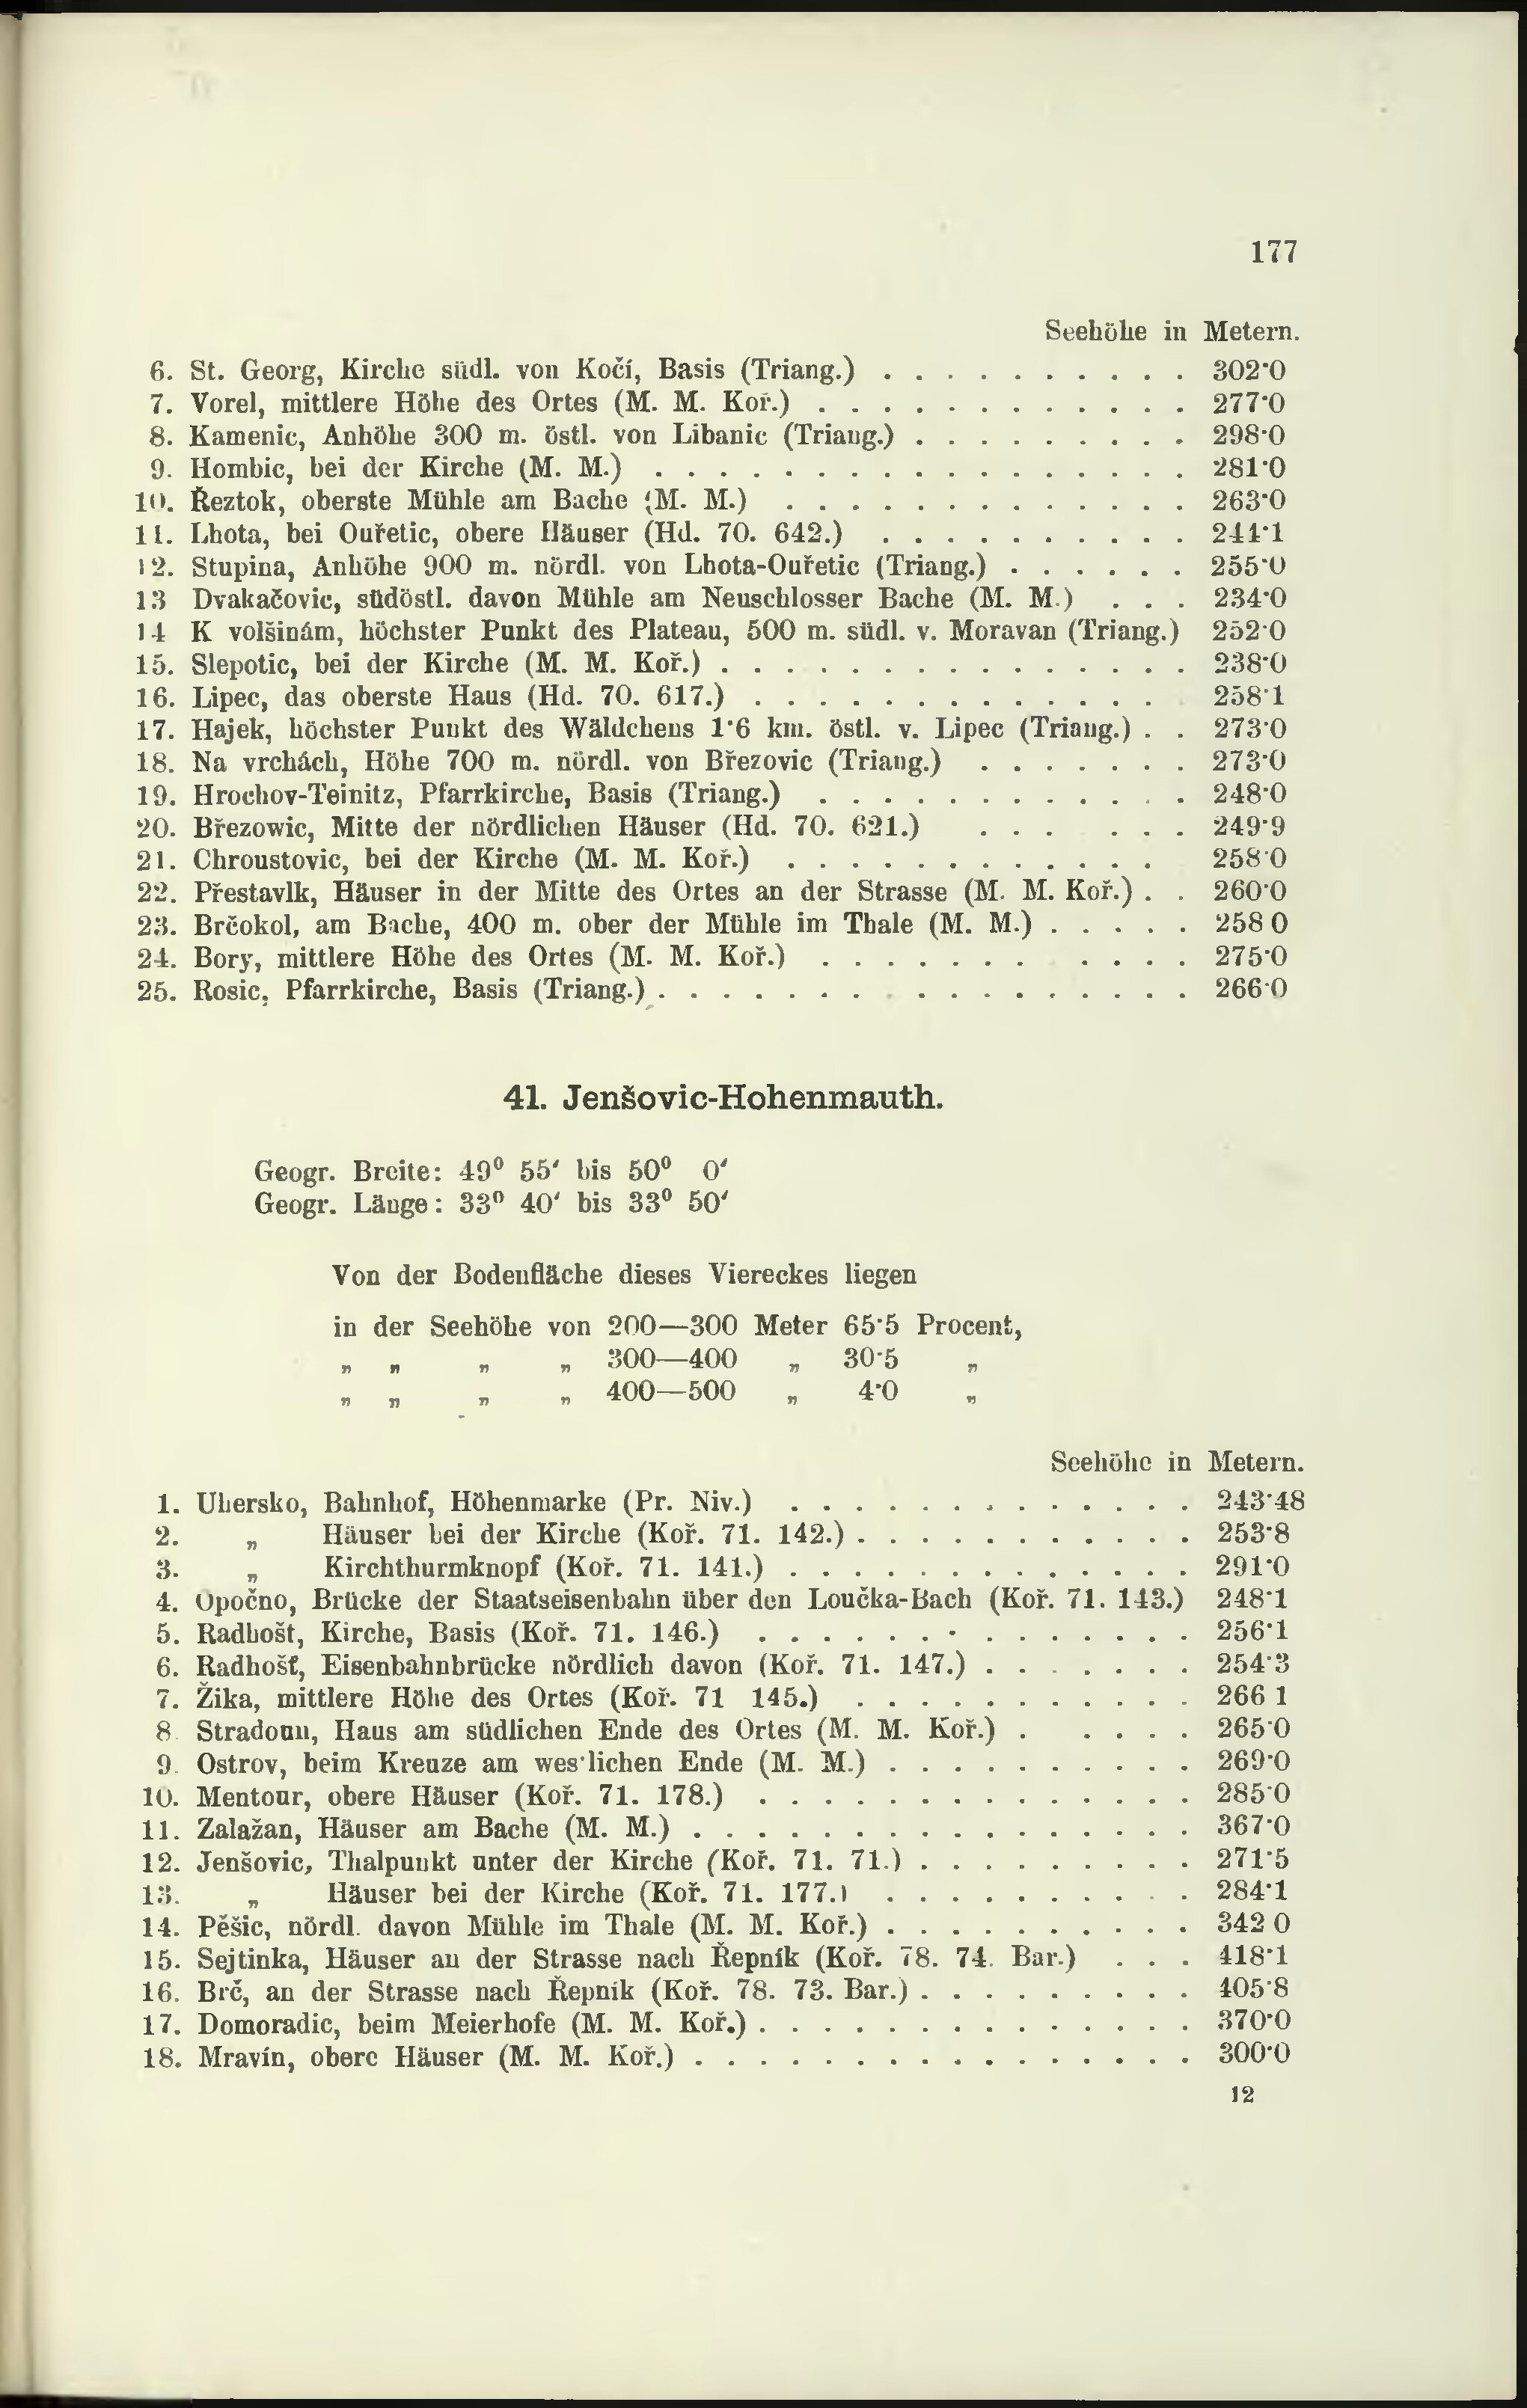 177
Seehöhe in Metern.
6. St. Georg, Kirche südl. von Kočí, Basis (Triang.) . . . . . . . . . . 302·0
7. Vorel, mittlere Höhe des Ortes (M. M. Koř.) . . . . . . . . . . . . 277·0
8. Kamenic, Anhöhe 300 m. östl. von Libanic (Triang.) . . . . . . . . . 298·0
9. Hombic, bei der Kirche (M. M.) . . . . . . . . . . . . . . . . . 281·0
10. Řeztok, oberste Mühle am Bache (M. M.) . . . . . . . . . . . . . 263·0
11. Lhota, bei Ouřetic, obere Häuser (Hd. 70. 642.) . . . . . . . . . . 244·1
12. Stupina, Anhöhe 900 m. nördl. von Lhota-Ouřetic (Triang.) . . . . . . 255·0
13 Dvakačovic, südöstl. davon Mühle am Neuschlosser Bache (M. M.) . . . 234·0
14 K volšinám, höchster Punkt des Plateau, 500 m. südl. v. Moravan (Triang.) 252·0
15. Slepotic, bei der Kirche (M. M. Koř.) . . . . . . . . . . . . . . . 238·0
16. Lipec, das oberste Haus (Hd. 70. 617.) . . . . . . . . . . . . . 258·1
17. Hajek, höchster Punkt des Wäldchens 1·6 km. östl. v. Lipec (Triang.) . . 273·0
18. Na vrchách, Höhe 700 m. nördl. von Březovic (Triang.) . . . . . . . 273·0
19. Hrochov-Teinitz, Pfarrkirche, Basis (Triang.) . . . . . . . . . . . . 248·0
20. Březowic, Mitte der nördlichen Häuser (Hd. 70. 621.) . . . . . . 249·9
21. Chroustovic, bei der Kirche (M. M. Koř.) . . . . . . . . . . . . 258·0
22. Přestavlk, Häuser in der Mitte des Ortes an der Strasse (M. M. Koř.) . . 260·0
23. Brčokol, am Bache, 400 m. ober der Mühle im Thale (M. M.) . . . . . 258 0
24. Bory, mittlere Höhe des Ortes (M. M. Koř.) . . . . . . . . . . . 275·0
25. Rosic, Pfarrkirche, Basis (Triang.) . . . . . . . . . . . . . . . . . 266·0
41. Jenšovic-Hohenmauth.
Geogr. Breite: 49⁰ 55′ bis 50⁰ 0′
Geogr. Länge: 33⁰ 40′ bis 33⁰ 50′
Von der Bodenfläche dieses Viereckes liegen
in der Seehöhe von 200—300 Meter 65·5 Procent,
„ „ „ „ 300—400 „ 30·5 „
„ „ „ „ 400—500 „ 4·0 „
Seehöhe in Metern.
1. Uhersko, Bahnhof, Höhenmarke (Pr. Niv.) . . . . . . . . . . . . . 243·48
2. „ Häuser bei der Kirche (Koř. 71. 142.) . . . . . . . . . . . 253·8
3. „ Kirchthurmknopf (Koř. 71. 141.) . . . . . . . . . . . . . 291·0
4. Opočno, Brücke der Staatseisenbahn über den Loučka-Bach (Koř. 71. 143.) 248·1
5. Radhošt, Kirche, Basis (Koř. 71. 146.) . . . . . . . . . . . . . . 256·1
6. Radhošť, Eisenbahnbrücke nördlich davon (Koř. 71. 147.) . . . . . . . 254·3
7. Žika, mittlere Höhe des Ortes (Koř. 71 145.) . . . . . . . . . . . 266 1
8 Stradoun, Haus am südlichen Ende des Ortes (M. M. Koř.) . . . . . 265·0
9. Ostrov, beim Kreuze am wes·lichen Ende (M. M.) . . . . . . . . . . 269·0
10. Mentour, obere Häuser (Koř. 71. 178.) . . . . . . . . . . . . . . 285·0
11. Zalažan, Häuser am Bache (M. M.) . . . . . . . . . . . . . . . . 367·0
12. Jenšovic, Thalpunkt unter der Kirche (Koř. 71. 71.) . . . . . . . . . 271·5
13. „ Häuser bei der Kirche (Koř. 71. 177.) . . . . . . . . . . 284·1
14. Pěšic, nördl. davon Mühle im Thale (M. M. Koř.) . . . . . . . . . . 342 0
15. Sejtinka, Häuser an der Strasse nach Řepník (Koř. 78. 74. Bar.) . . . 418·1
16. Brč, an der Strasse nach Řepník (Koř. 78. 73. Bar.) . . . . . . . . . 405·8
17. Domoradic, beim Meierhofe (M. M. Koř.) . . . . . . . . . . . . . . 370·0
18. Mravín, obere Häuser (M. M. Koř.) . . . . . . . . . . . . . . . . 300·0
12